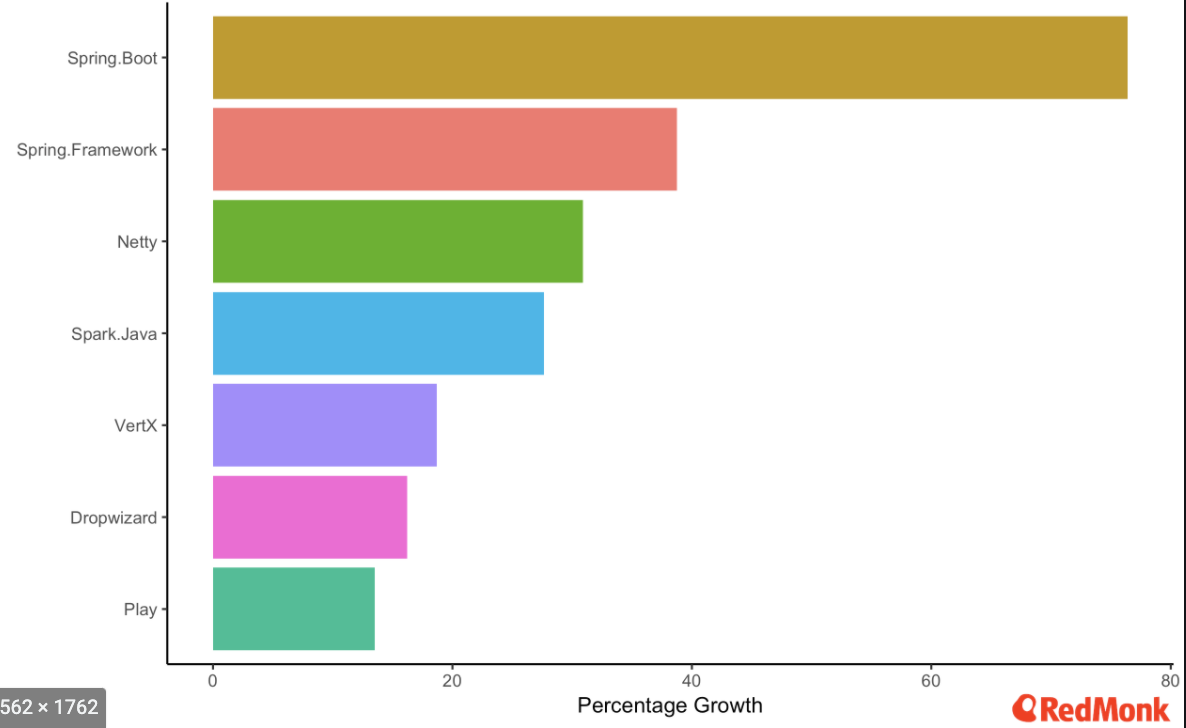 Spring.Boot
Spring.Framework
Netty
Spark.Java
VertX
Dropwizard
Play
0 20 40 60 80
Percentage Growth
RedMonk
562 × 1762